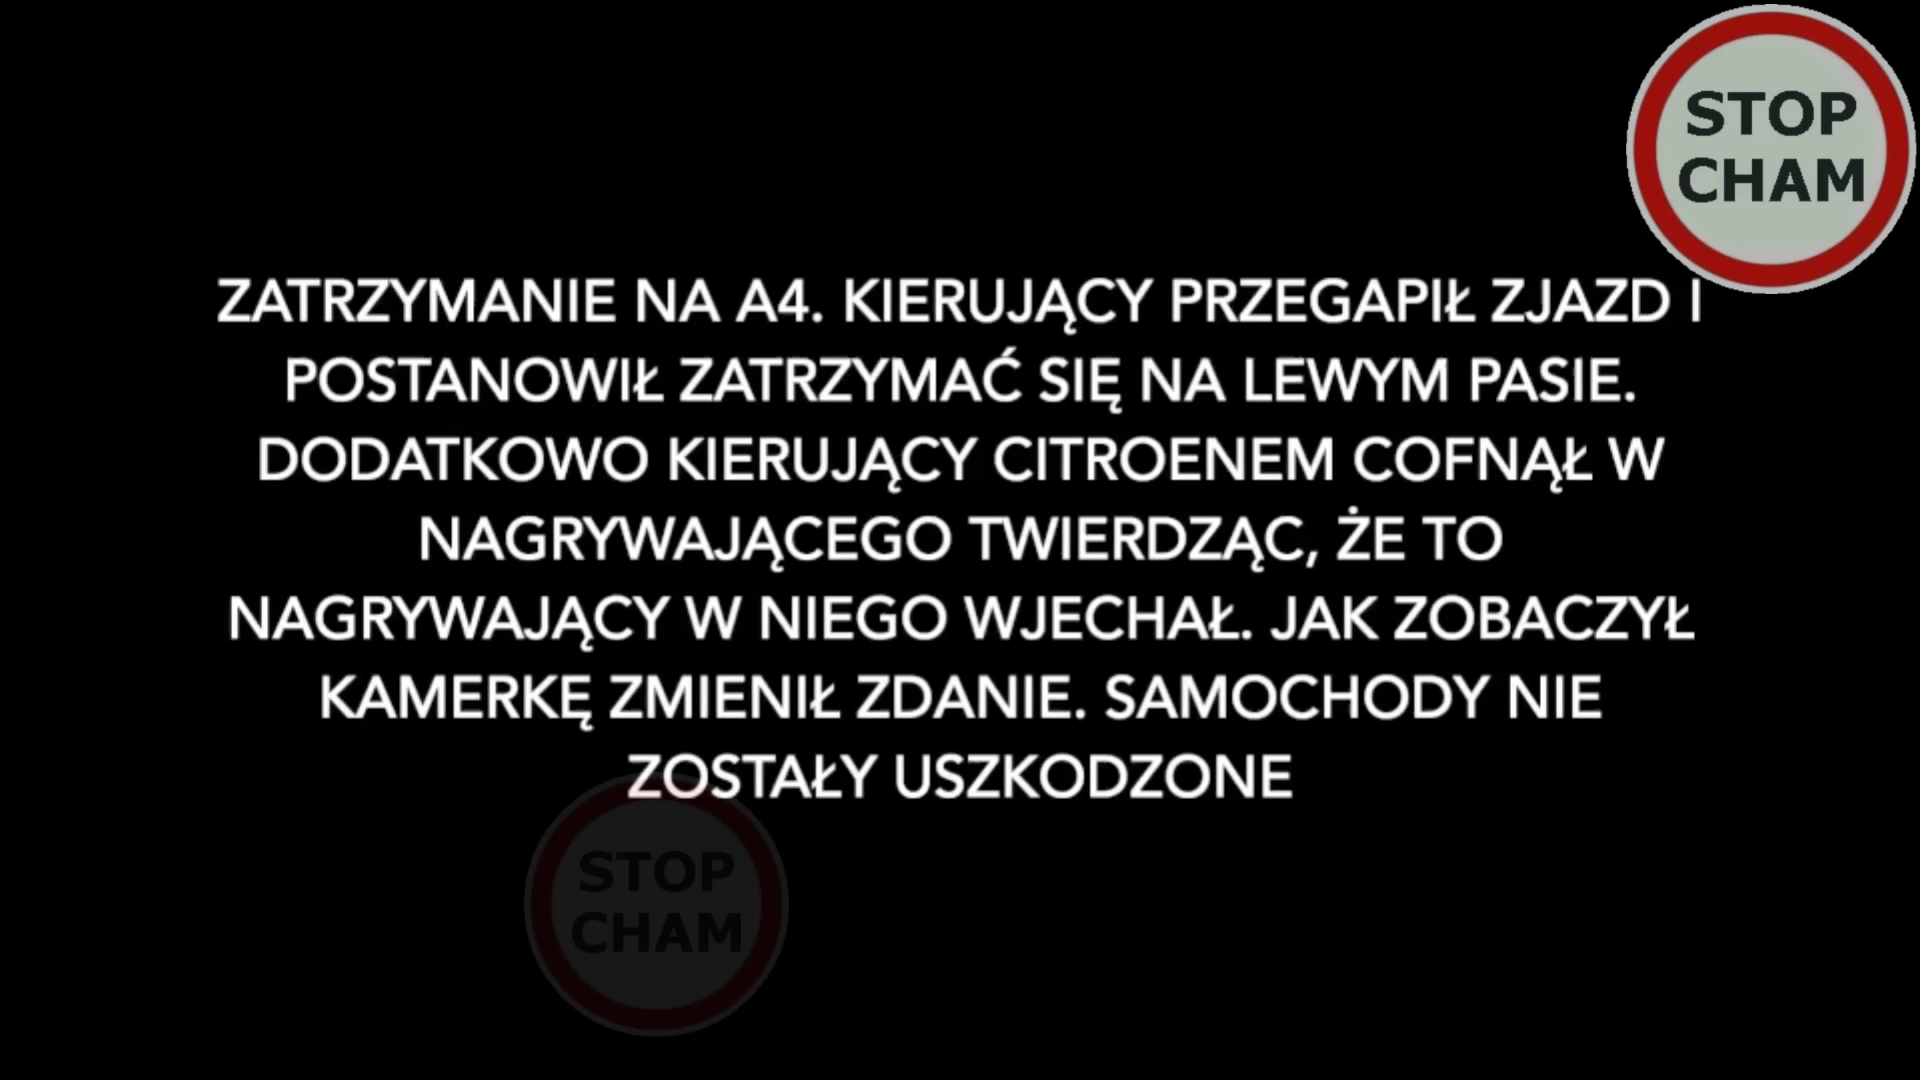 STOP
CHAM
ZATRZYMANIE NA A4. KIERUJĄCY PRZEGAPIŁ ZJAZD I
POSTANOWIŁ ZATRZYMAĆ SIĘ NA LEWYM PASIE.
DODATKOWO KIERUJĄCY CITROENEM COFNĄŁ W
NAGRYWAJĄCEGO TWIERDZĄC, ŻE TO
NAGRYWAJĄCY W NIEGO WJECHAŁ. JAK ZOBACZYŁ
KAMERKĘ ZMIENIŁ ZDANIE. SAMOCHODY NIE
ZOSTAŁY USZKODZONE
STOP
CHAM